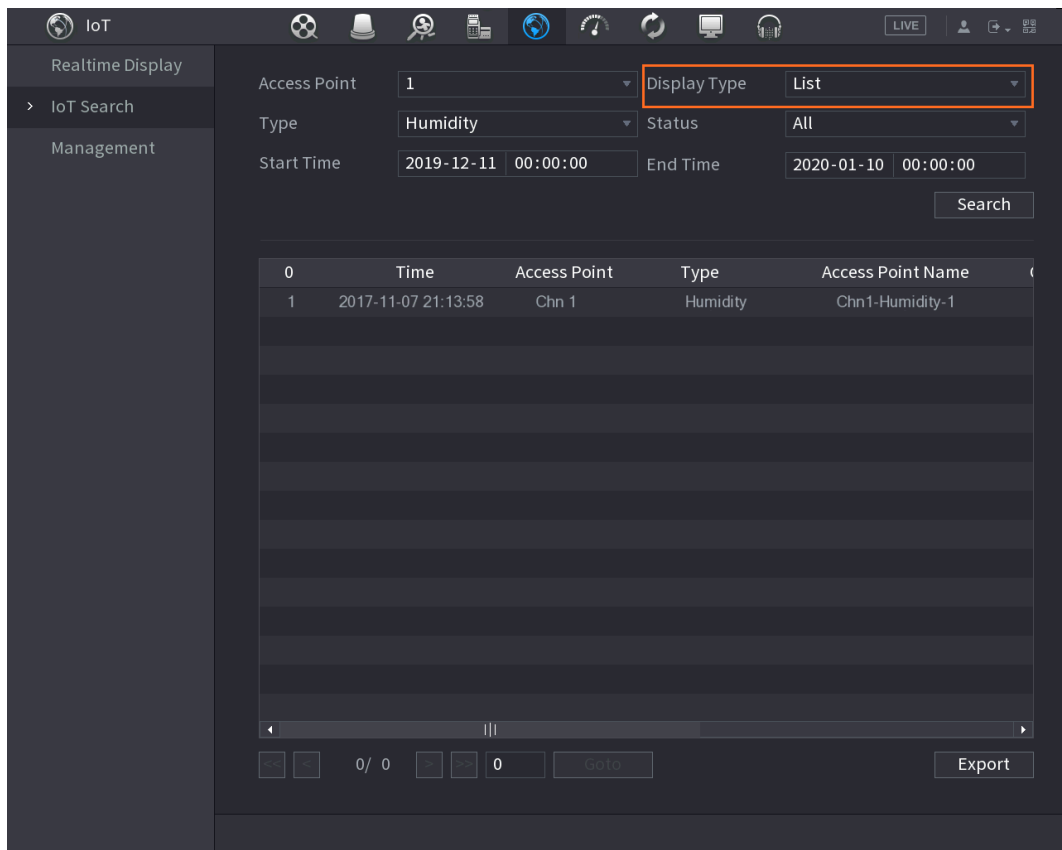 IoT
LIVE
Realtime Display
IoT Search
Management
Access Point 1 Display Type List
Type Humidity Status All
Start Time 2019-12-11 00:00:00 End Time 2020-01-10 00:00:00
Search
0 Time Access Point Type Access Point Name
1 2017-11-07 21:13:58 Chn 1 Humidity Chn1-Humidity-1
<< < 0/ 0 > >> 0 Goto Export